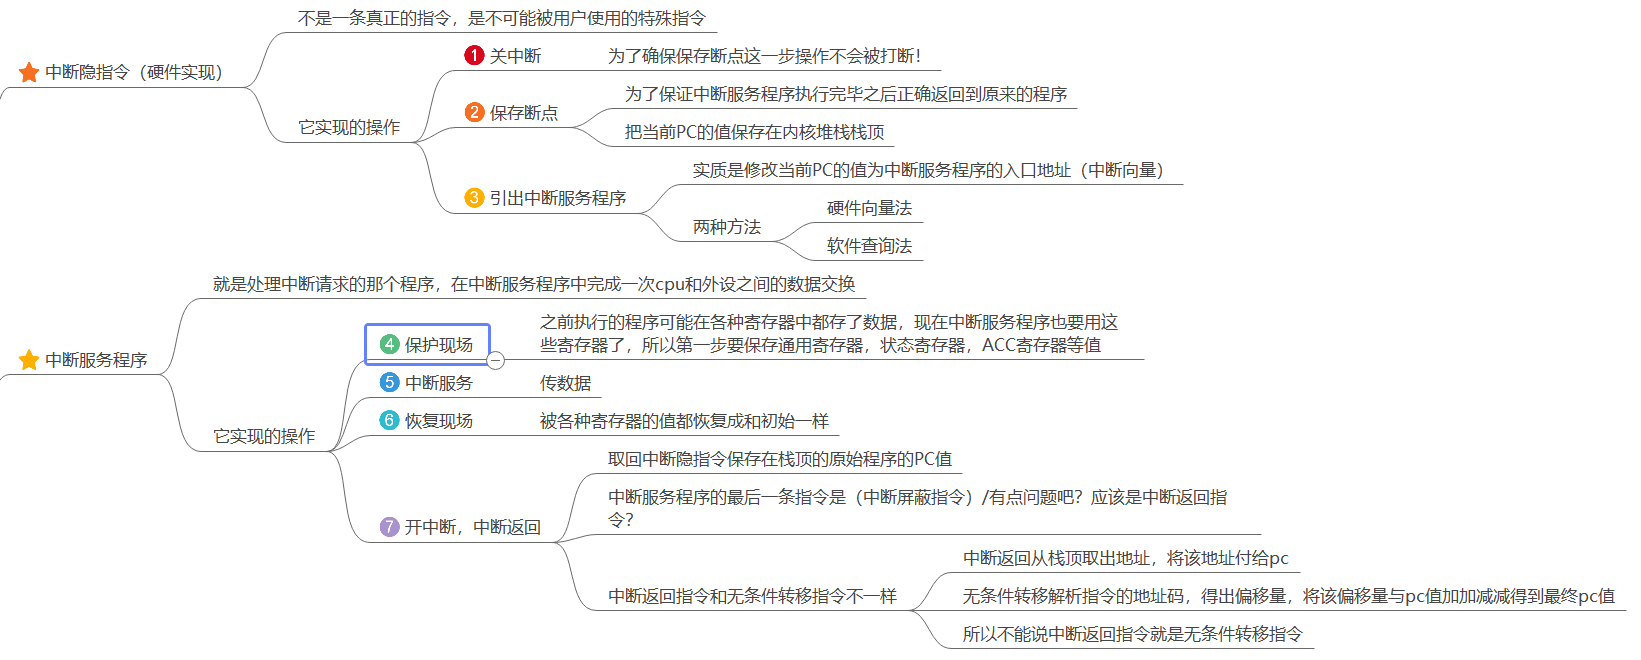 不是一条真正的指令，是不可能被用户使用的特殊指令
中断隐指令（硬件实现）
1 关中断
为了确保保存断点这一步操作不会被打断！
它实现的操作
2 保存断点
为了保证中断服务程序执行完毕之后正确返回到原来的程序
把当前PC的值保存在内核堆栈栈顶
3 引出中断服务程序
实质是修改当前PC的值为中断服务程序的入口地址（中断向量）
两种方法
硬件向量法
软件查询法
中断服务程序
就是处理中断请求的那个程序，在中断服务程序中完成一次cpu和外设之间的数据交换
它实现的操作
4 保护现场
之前执行的程序可能在各种寄存器中都存了数据，现在中断服务程序也要用这
些寄存器了，所以第一步要保存通用寄存器，状态寄存器，ACC寄存器等值
5 中断服务
传数据
6 恢复现场
被各种寄存器的值都恢复成和初始一样
7 开中断，中断返回
取回中断隐指令保存在栈顶的原始程序的PC值
中断服务程序的最后一条指令是（中断屏蔽指令）/有点问题吧？应该是中断返回指
令？
中断返回指令和无条件转移指令不一样
中断返回从栈顶取出地址，将该地址付给pc
无条件转移解析指令的地址码，得出偏移量，将该偏移量与pc值加加减减得到最终pc值
所以不能说中断返回指令就是无条件转移指令